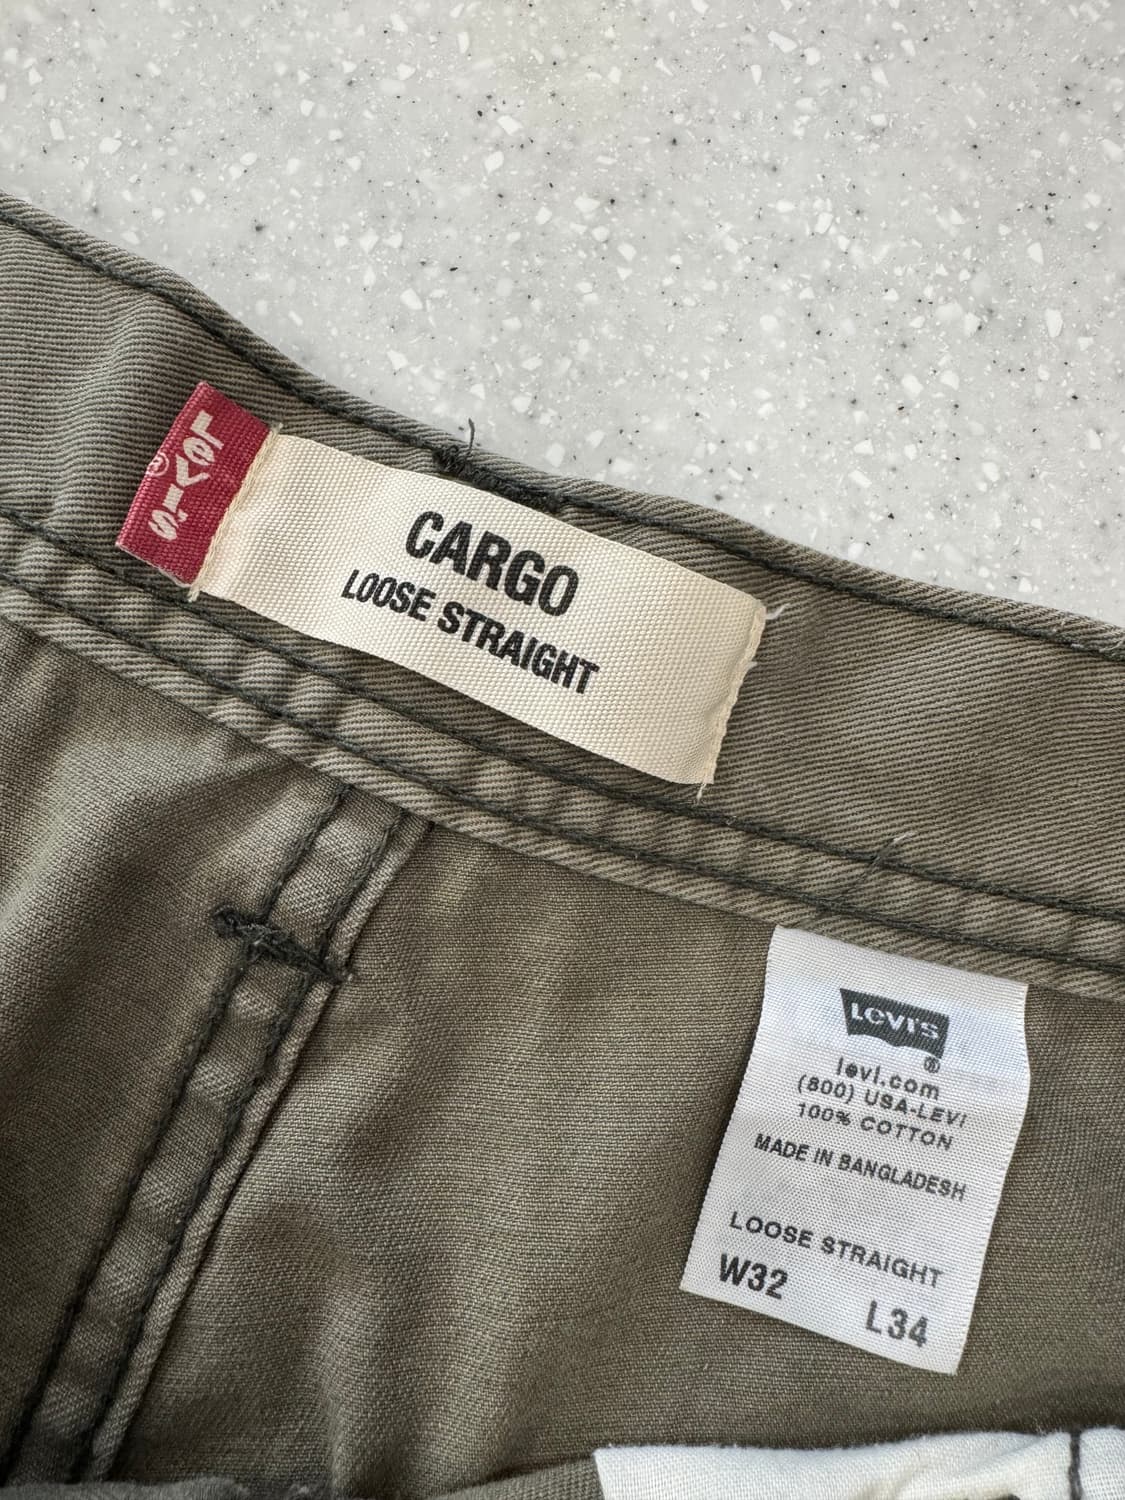 Levi's
®
CARGO
LOOSE STRAIGHT
Levi's
®
levi.com
(800) USA-LEVI
100% COTTON
MADE IN BANGLADESH
LOOSE STRAIGHT
W32
L34